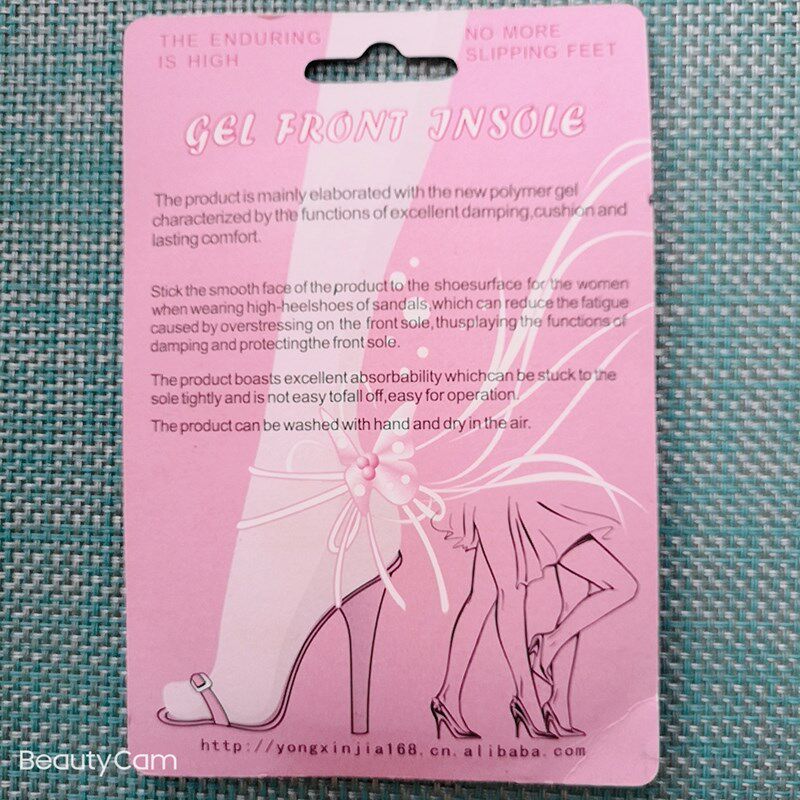 THE ENDURING
IS HIGH
NO MORE
SLIPPING FEET
GEL FRONT INSOLE
The product is mainly elaborated with the new polymer gel
characterized by the functions of excellent damping,cushion and
lasting comfort.
Stick the smooth face of the product to the shoesurface for the women
when wearing high-heelshoes of sandals,which can reduce the fatigue
caused by overstressing on the front sole,thusplaying the functions of
damping and protectingthe front sole.
The product boasts excellent absorbability whichcan be stuck to the
sole tightly and is not easy tofall off,easy for operation.
The product can be washed with hand and dry in the air.
http://yongxinjia168.cn.alibaba.com
BeautyCam